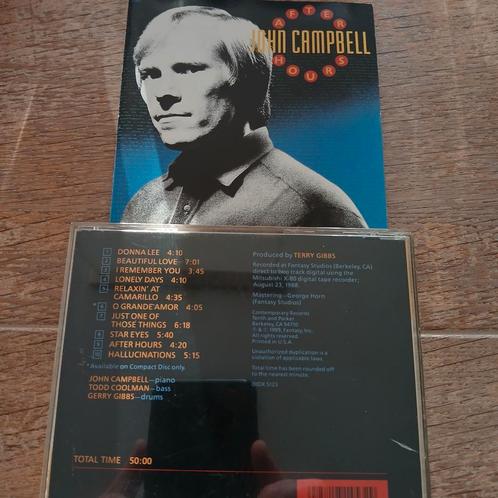 AFTER
JOHN CAMPBELL
HOURS
1 DONNA LEE 4:10
2 BEAUTIFUL LOVE 7:01
3 I REMEMBER YOU 3:45
4 LONELY DAYS 4:10
5 RELAXIN' AT
CAMARILLO 4:35
*6 O GRANDE AMOR 4:05
7 JUST ONE OF
THOSE THINGS 6:18
8 STAR EYES 5:40
9 AFTER HOURS 4:20
10 HALLUCINATIONS 5:15
*Available on Compact Disc only.
JOHN CAMPBELL—piano
TODD COOLMAN—bass
GERRY GIBBS—drums
TOTAL TIME 50:00
Produced by TERRY GIBBS
Recorded at Fantasy Studios (Berkeley, CA)
direct to two track digital using the
Mitsubishi X-80 digital tape recorder;
August 23, 1988.
Mastering—George Horn
(Fantasy Studios)
Contemporary Records
Tenth and Parker
Berkeley, CA 94710
℗ & © 1989, Fantasy, Inc.
Printed in U.S.A.
Unauthorized duplication is a
violation of applicable laws.
Total time has been rounded off
to the nearest minute.
DIDX 5123